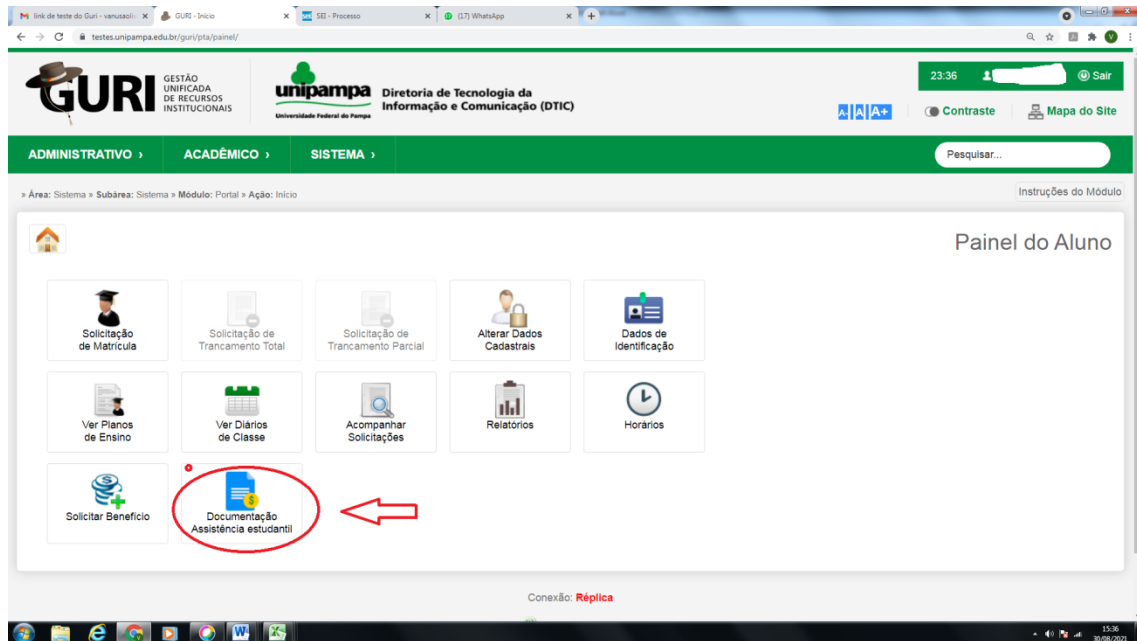 link de teste do Guri - vanusaoli
GURI - Início
SEI - Processo
(17) WhatsApp
testes.unipampa.edu.br/guri/pta/painel/
V
GURI
GESTÃO
UNIFICADA
DE RECURSOS
INSTITUCIONAIS
unipampa
Universidade Federal do Pampa
Diretoria de Tecnologia da
Informação e Comunicação (DTIC)
23:36
Sair
A- A A+
Contraste
Mapa do Site
ADMINISTRATIVO ›
ACADÊMICO ›
SISTEMA ›
Pesquisar...
» Área: Sistema » Subárea: Sistema » Módulo: Portal » Ação: Início
Instruções do Módulo
Painel do Aluno
Solicitação
de Matrícula
Solicitação de
Trancamento Total
Solicitação de
Trancamento Parcial
Alterar Dados
Cadastrais
Dados de
Identificação
Ver Planos
de Ensino
Ver Diários
de Classe
Acompanhar
Solicitações
Relatórios
Horários
Solicitar Benefício
Documentação
Assistência estudantil
Conexão: Réplica
15:36
30/08/2021